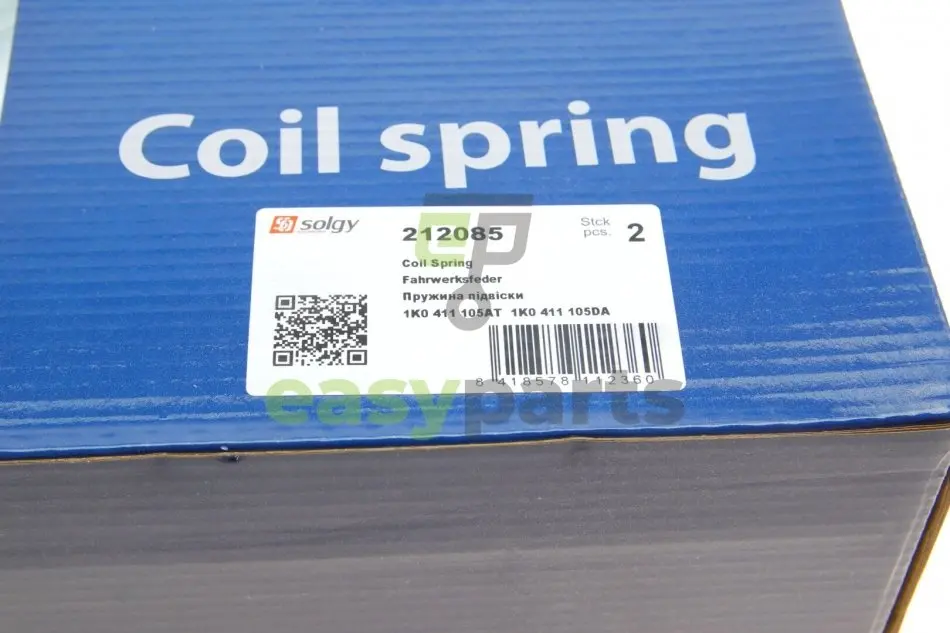 Coil spring
solgy
212085
Stck
pcs. 2
Coil Spring
Fahrwerksfeder
Пружина підвіски
1K0 411 105AT 1K0 411 105DA
8 418578 112360
easyparts